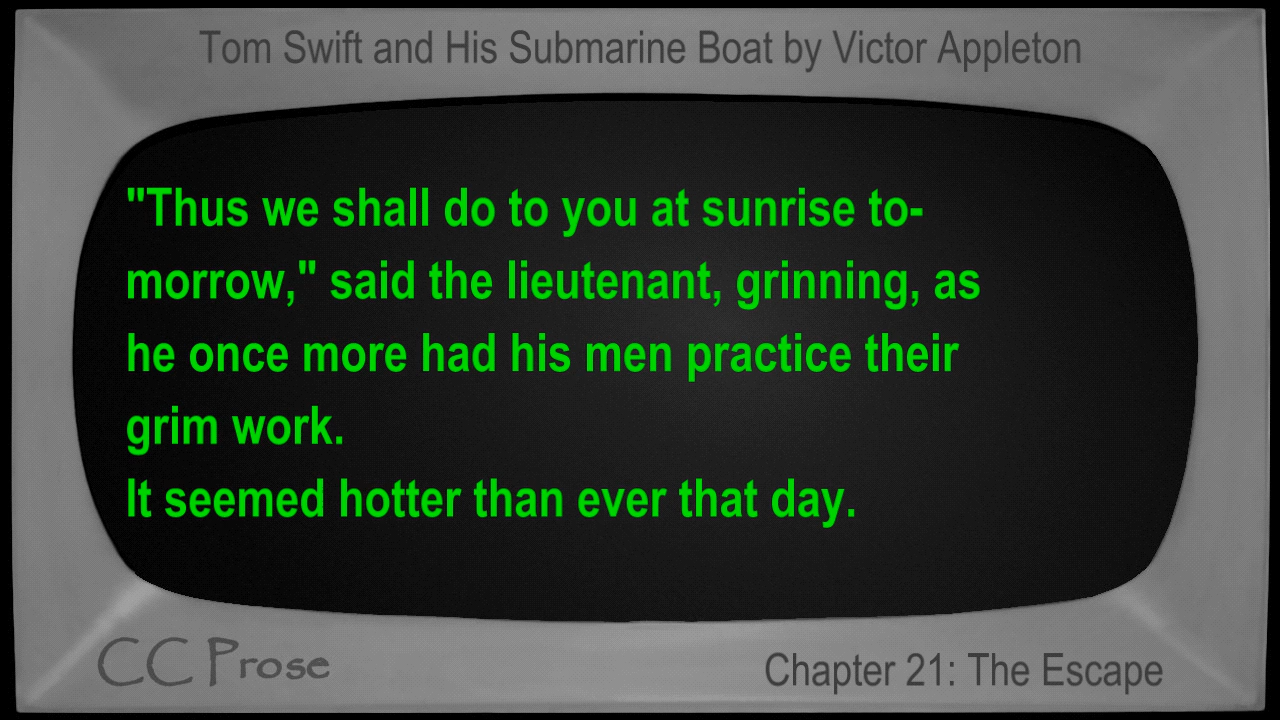 Tom Swift and His Submarine Boat by Victor Appleton
"Thus we shall do to you at sunrise to-
morrow," said the lieutenant, grinning, as
he once more had his men practice their
grim work.
It seemed hotter than ever that day.
CC Prose
Chapter 21: The Escape